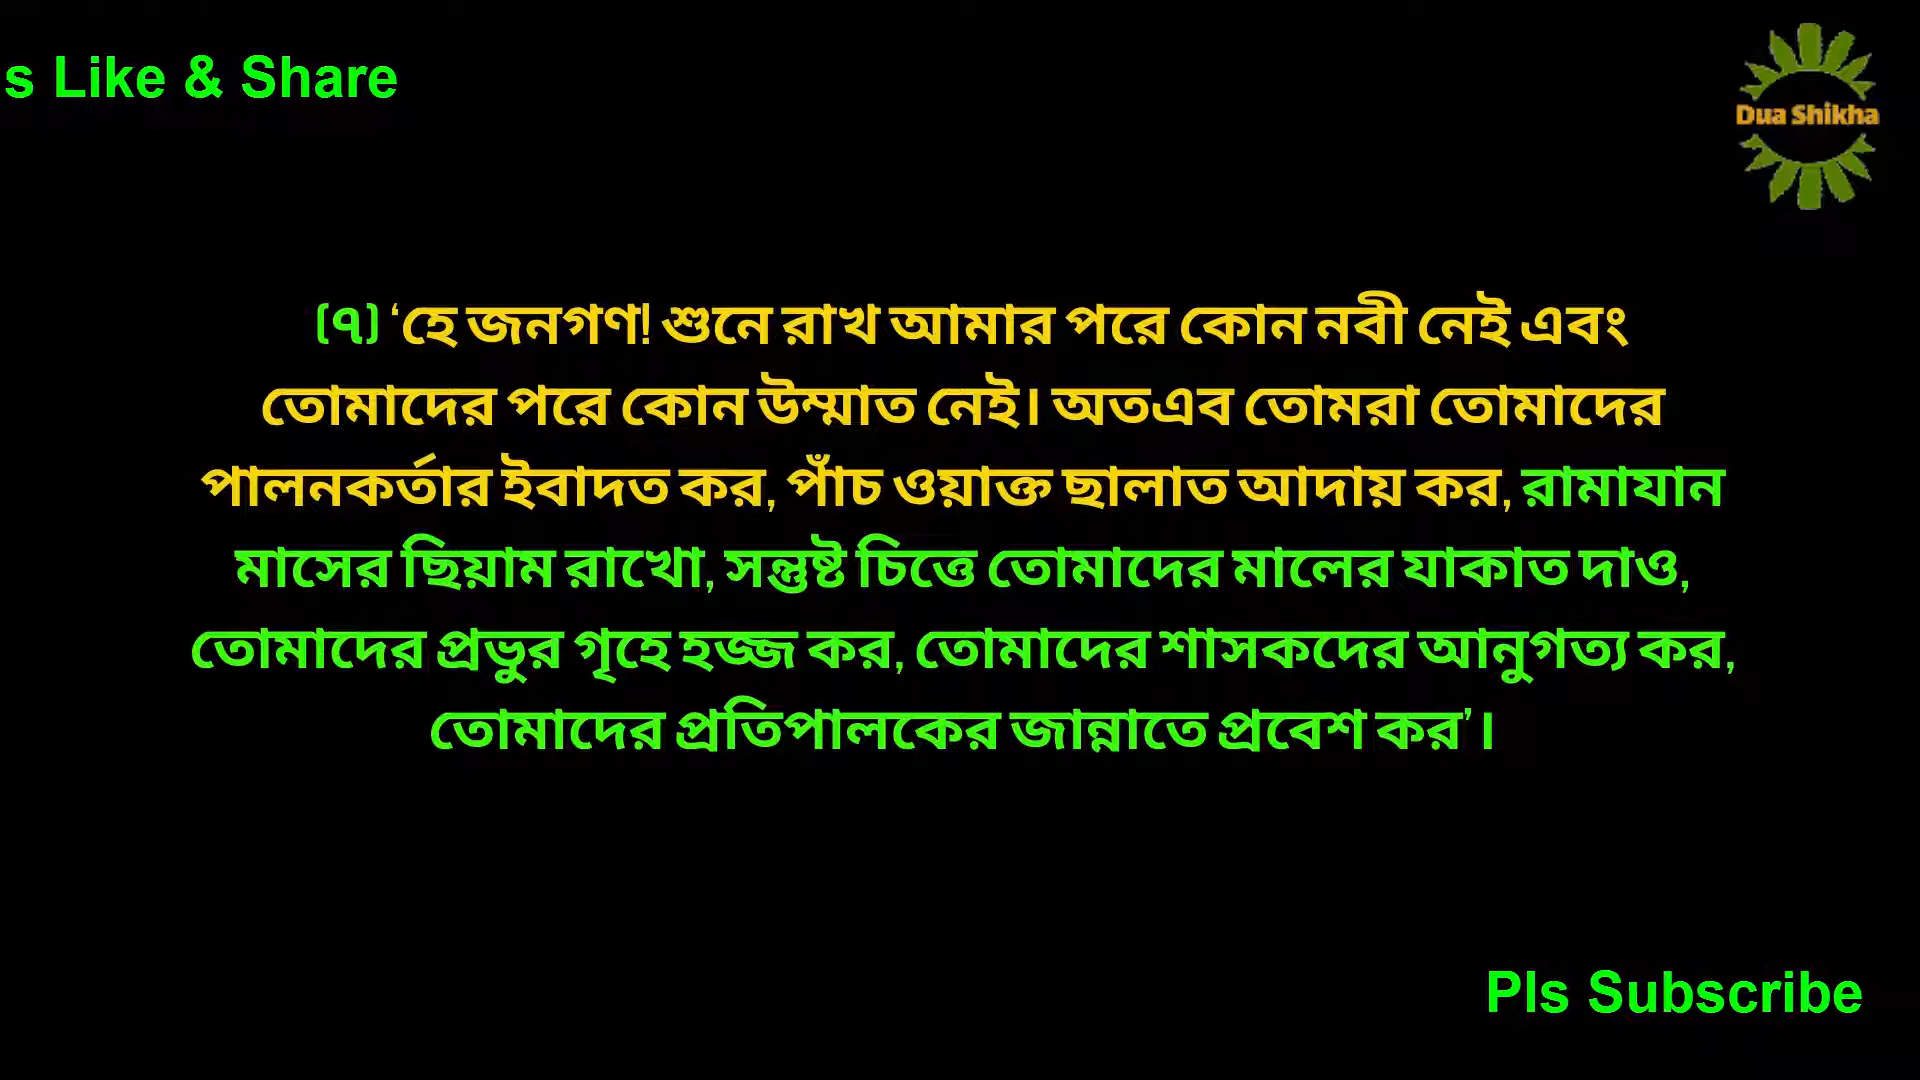 s Like & Share
Dua Shikha
(৭) ‘হে জনগণ! শুনে রাখ আমার পরে কোন নবী নেই এবং
তোমাদের পরে কোন উম্মাত নেই। অতএব তোমরা তোমাদের
পালনকর্তার ইবাদত কর, পাঁচ ওয়াক্ত ছালাত আদায় কর, রামাযান
মাসের ছিয়াম রাখো, সন্তুষ্ট চিত্তে তোমাদের মালের যাকাত দাও,
তোমাদের প্রভুর গৃহে হজ্জ কর, তোমাদের শাসকদের আনুগত্য কর,
তোমাদের প্রতিপালকের জান্নাতে প্রবেশ কর’।
Pls Subscribe